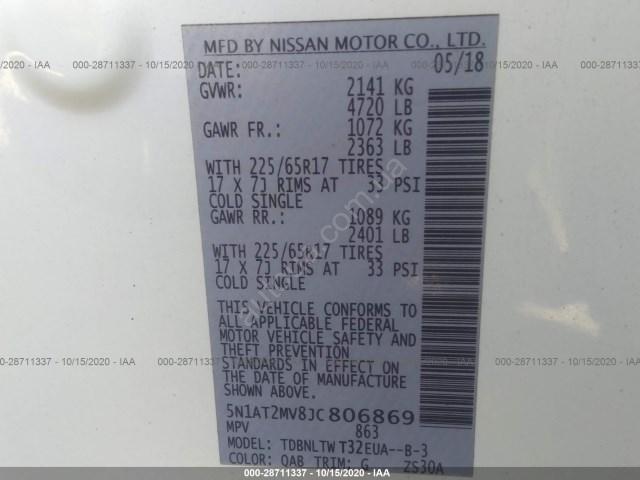 000-28711337 - 10/15/2020 - IAA
MFD BY NISSAN MOTOR CO., LTD.
DATE: 05/18
GVWR: 2141 KG
4720 LB
GAWR FR.: 1072 KG
2363 LB
WITH 225/65R17 TIRES
17 X 7J RIMS AT 33 PSI
COLD SINGLE
GAWR RR.: 1089 KG
2401 LB
WITH 225/65R17 TIRES
17 X 7J RIMS AT 33 PSI
COLD SINGLE
THIS VEHICLE CONFORMS TO
ALL APPLICABLE FEDERAL
MOTOR VEHICLE SAFETY AND
THEFT PREVENTION
STANDARDS IN EFFECT ON
THE DATE OF MANUFACTURE
SHOWN ABOVE.
5N1AT2MV8JC806869
MPV 863
MODEL: TDBNLTW T32EUA--B-3
COLOR: QAB TRIM: G ZS30A